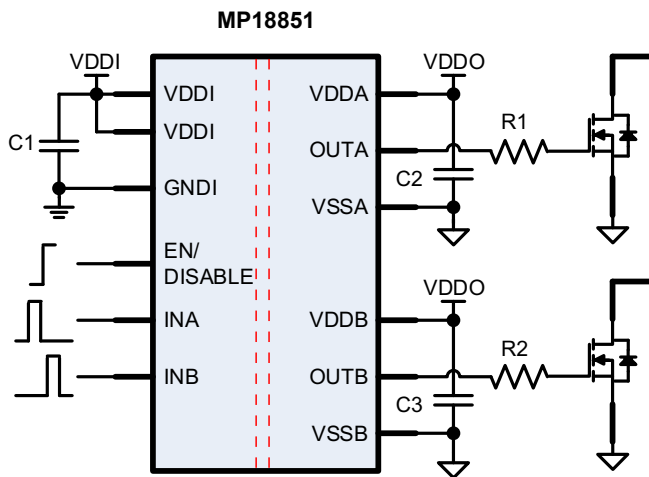 MP18851
VDDI
VDDO
VDDI
VDDA
VDDI
R1
C1
OUTA
C2
GNDI
VSSA
EN/
DISABLE
VDDO
INA
VDDB
R2
INB
OUTB
C3
VSSB